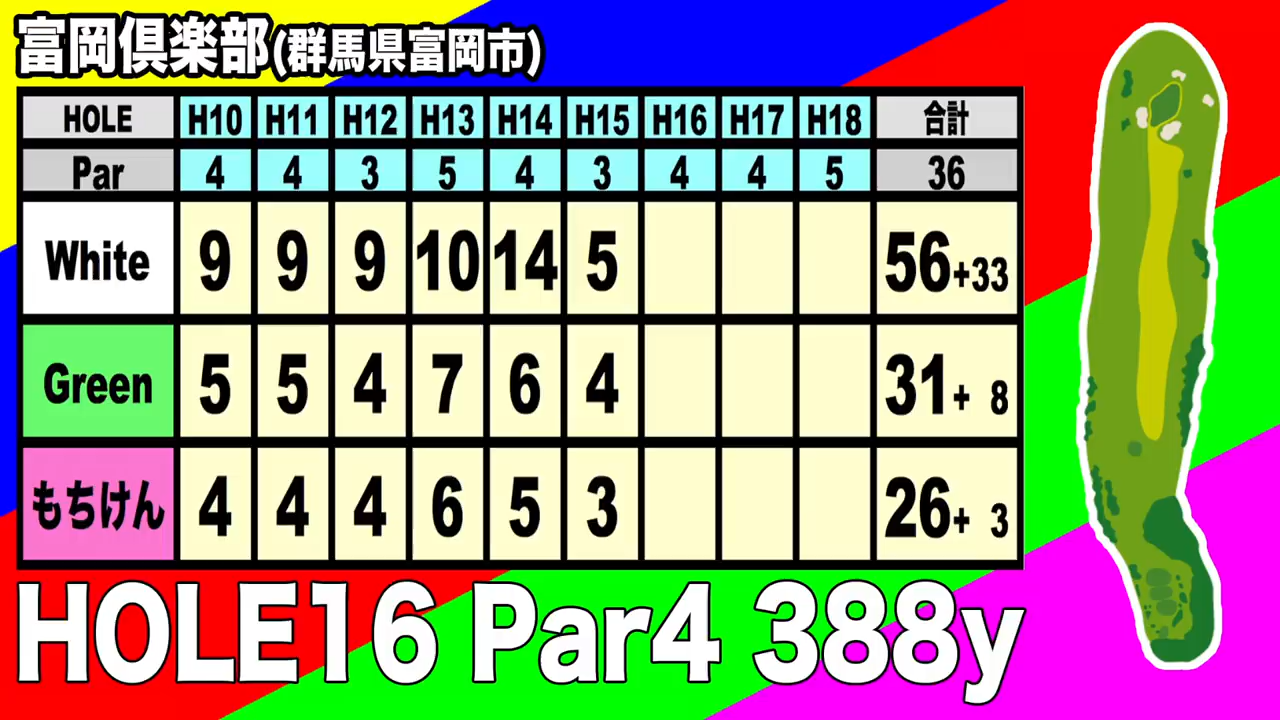 富岡倶楽部(群馬県富岡市)
HOLE H10 H11 H12 H13 H14 H15 H16 H17 H18 合計
Par 4 4 3 5 4 3 4 4 5 36
White 9 9 9 10 14 5 56+33
Green 5 5 4 7 6 4 31+ 8
もちけん 4 4 4 6 5 3 26+ 3
HOLE16 Par4 388y